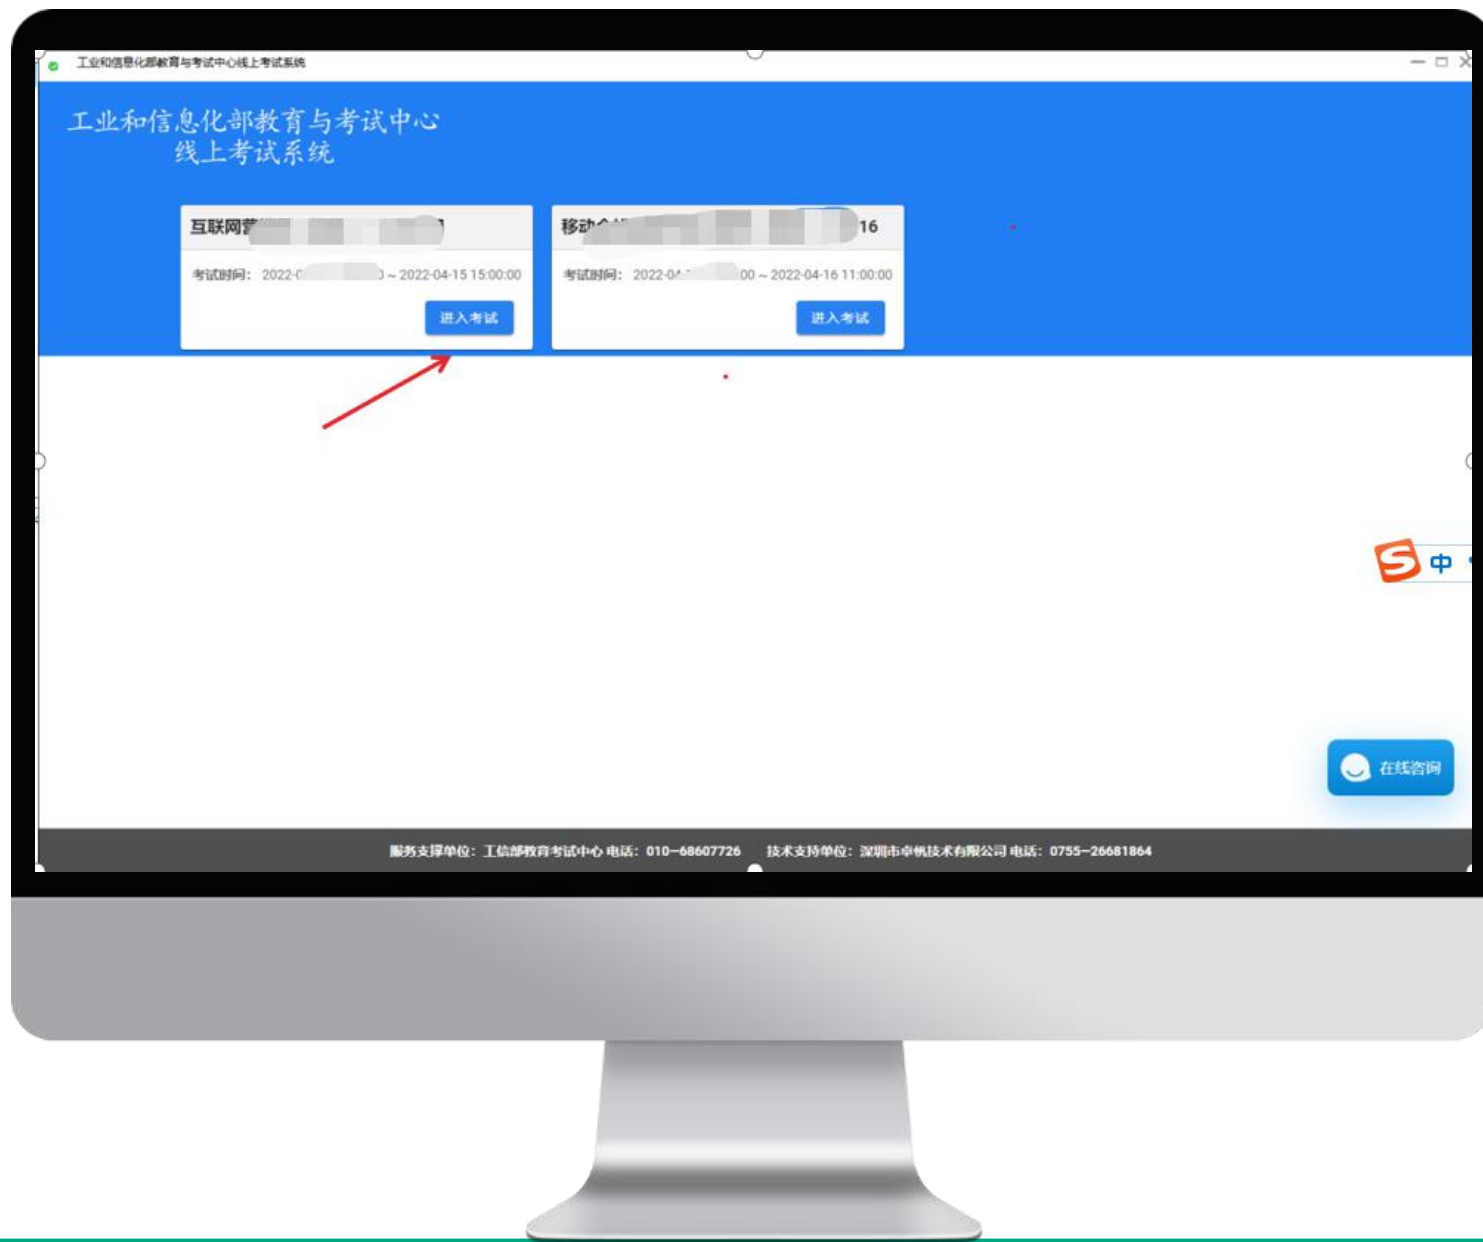 工业和信息化部教育与考试中心线上考试系统
工业和信息化部教育与考试中心
线上考试系统
互联网营
移动 16
考试时间： 2022-0 0 ~ 2022-04-15 15:00:00
考试时间： 2022-04 00 ~ 2022-04-16 11:00:00
进入考试
进入考试
中
在线咨询
服务支撑单位：工信部教育考试中心 电话：010-68607726 技术支持单位：深圳市卓帆技术有限公司 电话：0755-26681864